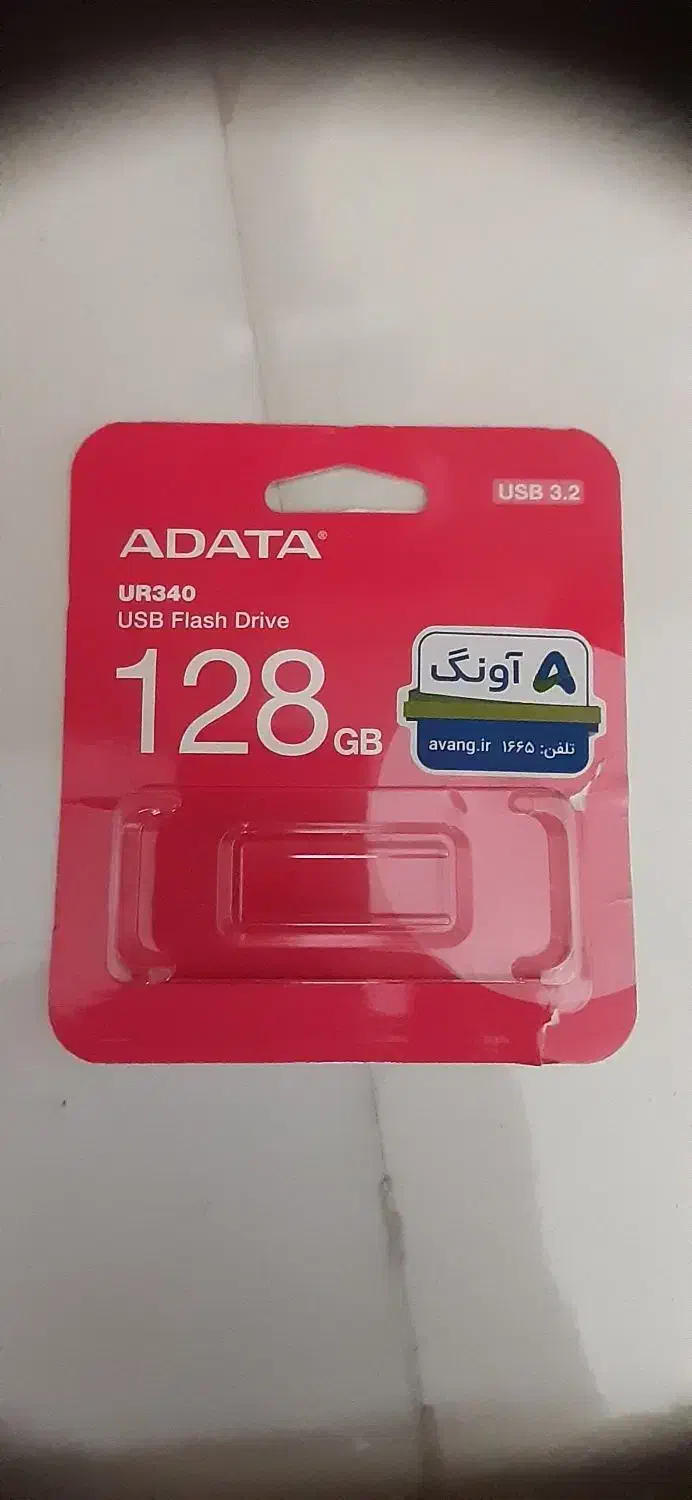 USB 3.2
ADATA®
UR340
USB Flash Drive
128GB
آونگ
تلفن: ۱۶۶۵ avang.ir